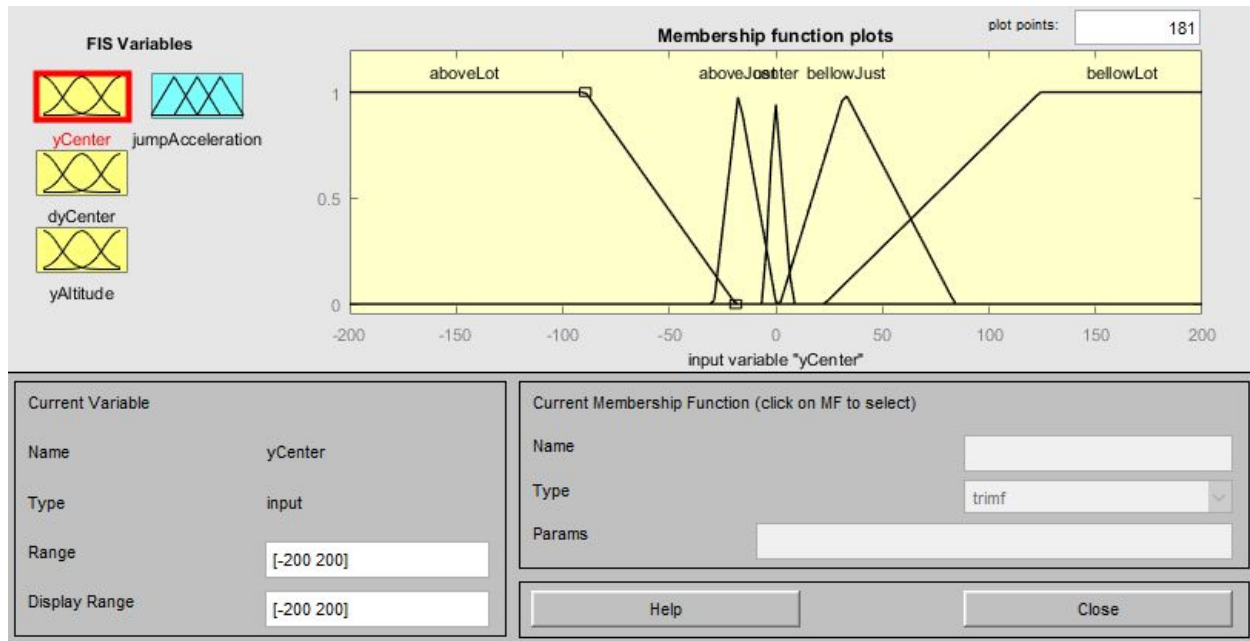 FIS Variables
yCenter
jumpAcceleration
dyCenter
yAltitude
Membership function plots
plot points:
181
aboveLot
aboveJust
center
bellowJust
bellowLot
1
0.5
0
-200 -150 -100 -50 0 50 100 150 200
input variable "yCenter"
Current Variable
Name yCenter
Type input
Range [-200 200]
Display Range [-200 200]
Current Membership Function (click on MF to select)
Name
Type trimf
Params
Help
Close